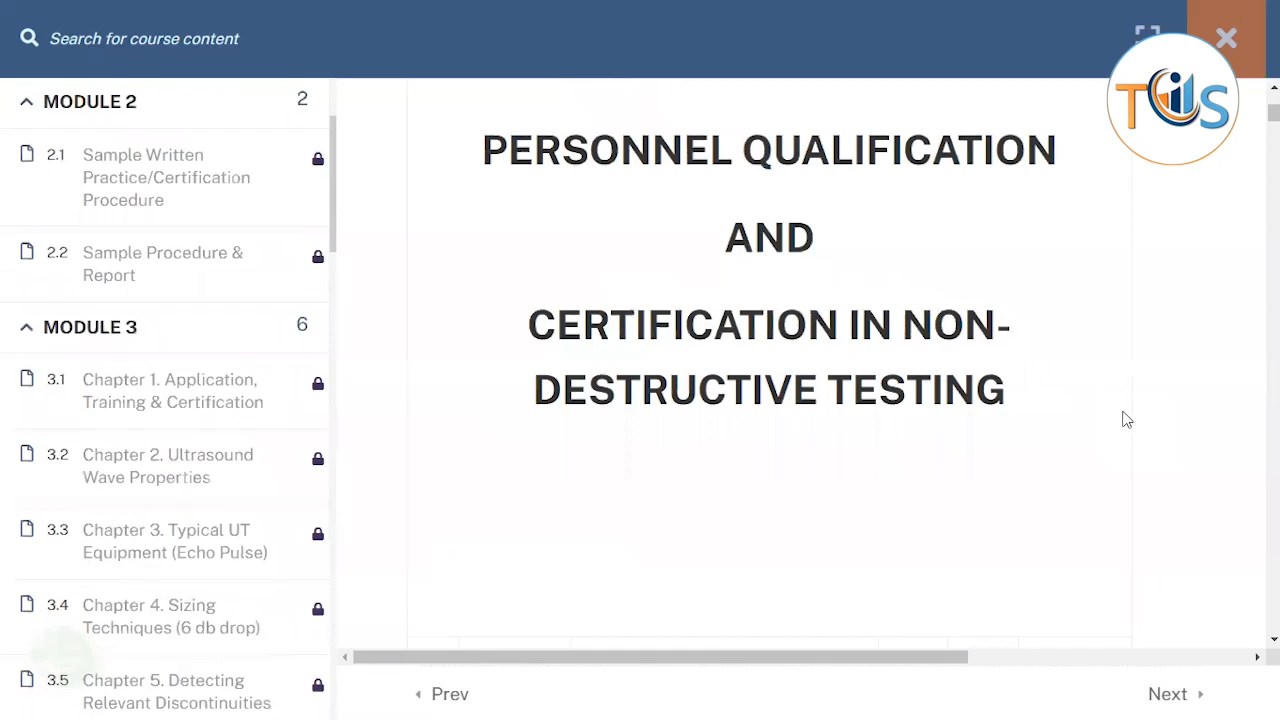 Search for course content
TCIS
MODULE 2
2
2.1
Sample Written
Practice/Certification
Procedure
2.2
Sample Procedure &
Report
MODULE 3
6
3.1
Chapter 1. Application,
Training & Certification
3.2
Chapter 2. Ultrasound
Wave Properties
3.3
Chapter 3. Typical UT
Equipment (Echo Pulse)
3.4
Chapter 4. Sizing
Techniques (6 db drop)
3.5
Chapter 5. Detecting
Relevant Discontinuities
PERSONNEL QUALIFICATION
AND
CERTIFICATION IN NON-
DESTRUCTIVE TESTING
Prev
Next